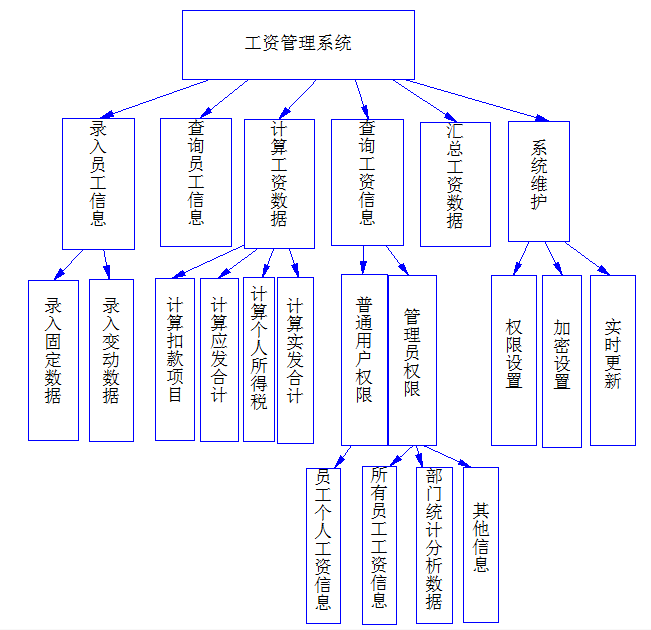 工资管理系统
录入员工信息
查询员工信息
计算工资数据
查询工资信息
汇总工资数据
系统维护
录入固定数据
录入变动数据
计算扣款项目
计算应发合计
计算个人所得税
计算实发合计
普通用户权限
管理员权限
权限设置
加密设置
实时更新
员工个人工资信息
所有员工工资信息
部门统计分析数据
其他信息